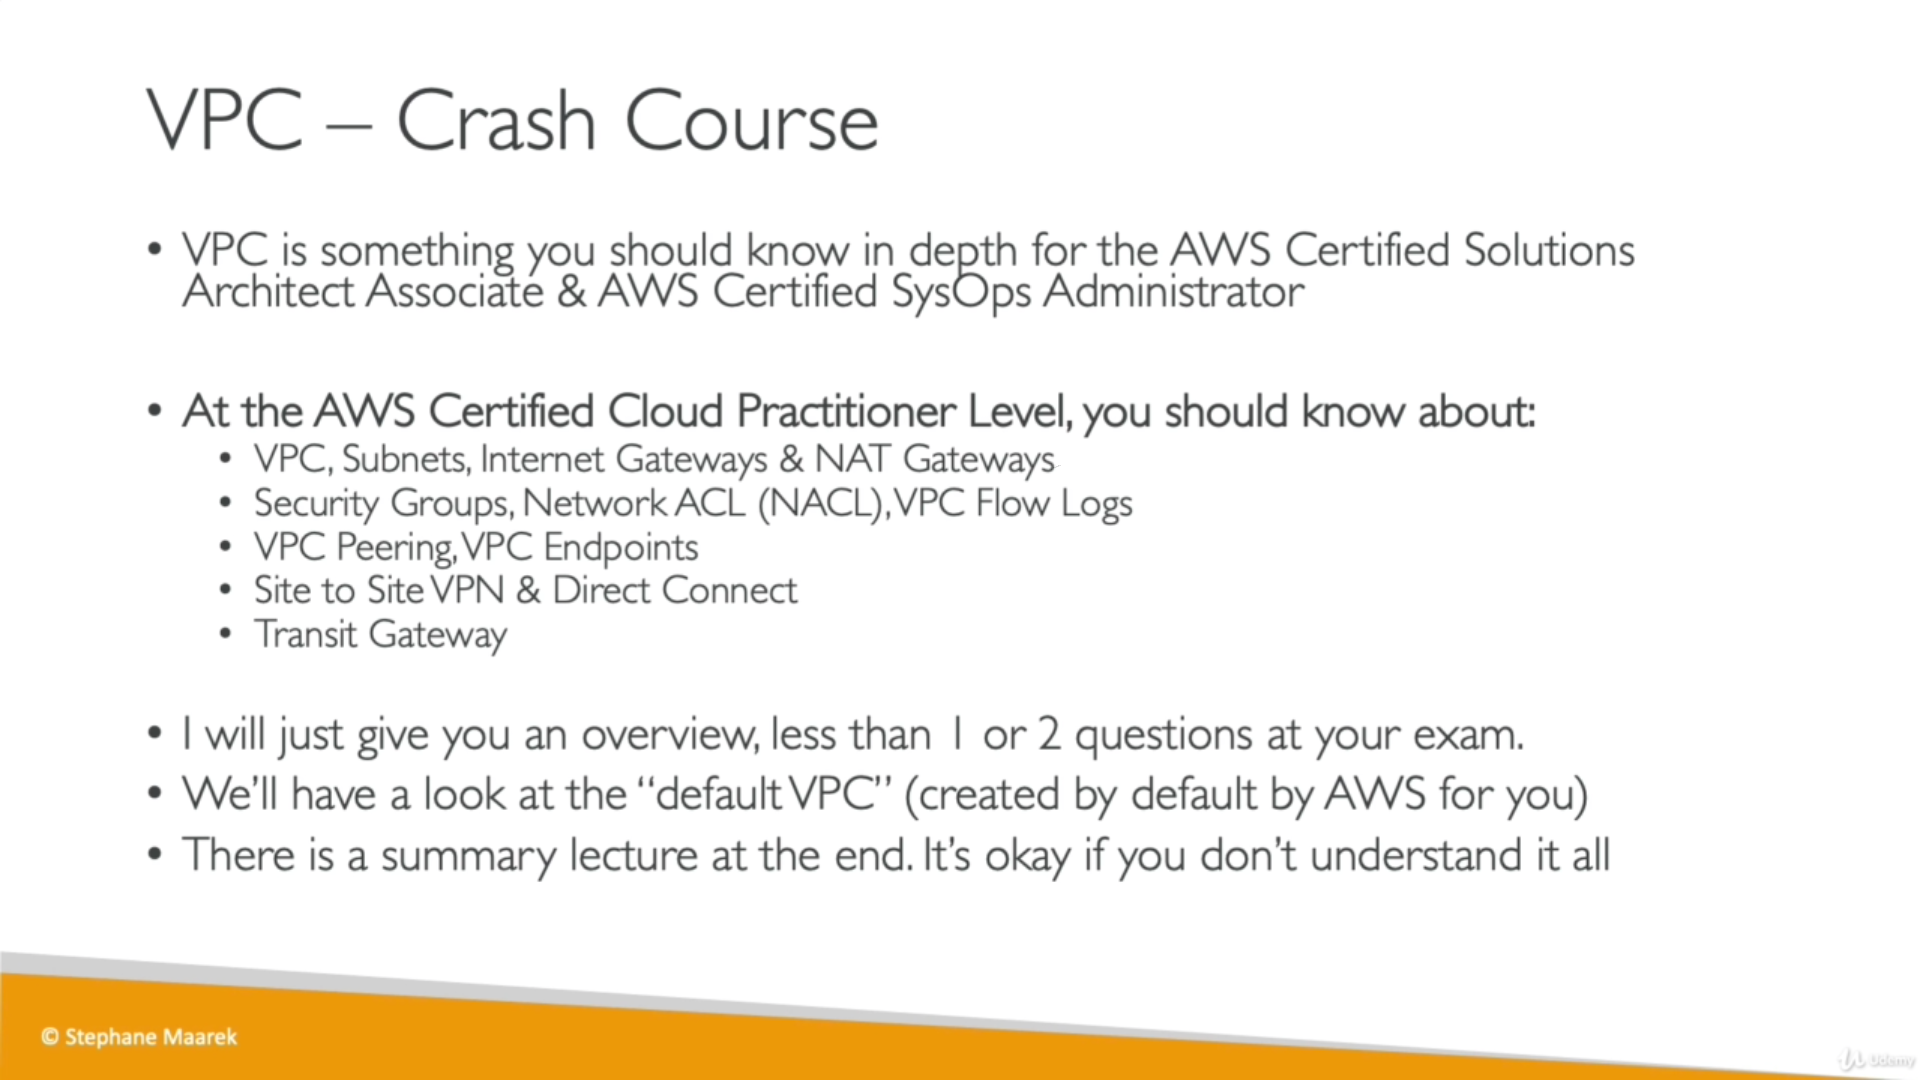 VPC – Crash Course
• VPC is something you should know in depth for the AWS Certified Solutions
Architect Associate & AWS Certified SysOps Administrator
• At the AWS Certified Cloud Practitioner Level, you should know about:
• VPC, Subnets, Internet Gateways & NAT Gateways
• Security Groups, Network ACL (NACL), VPC Flow Logs
• VPC Peering, VPC Endpoints
• Site to Site VPN & Direct Connect
• Transit Gateway
• I will just give you an overview, less than 1 or 2 questions at your exam.
• We’ll have a look at the “default VPC” (created by default by AWS for you)
• There is a summary lecture at the end. It’s okay if you don’t understand it all
© Stephane Maarek
Udemy